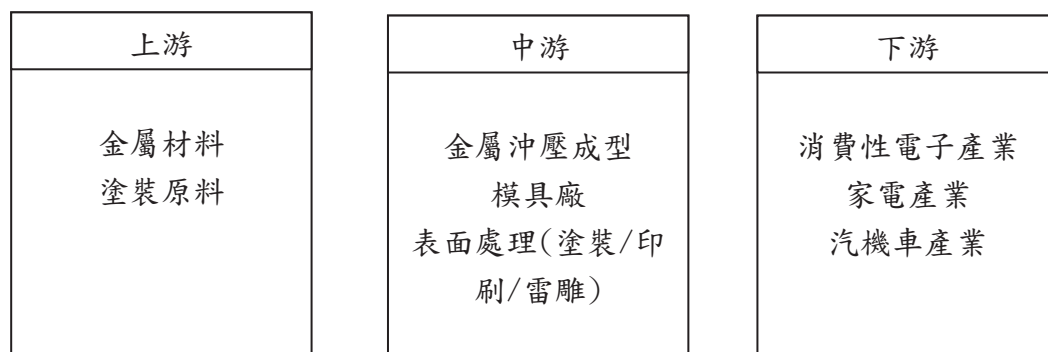 上游
金屬材料
塗裝原料
中游
金屬沖壓成型
模具廠
表面處理(塗裝/印
刷/雷雕)
下游
消費性電子產業
家電產業
汽機車產業